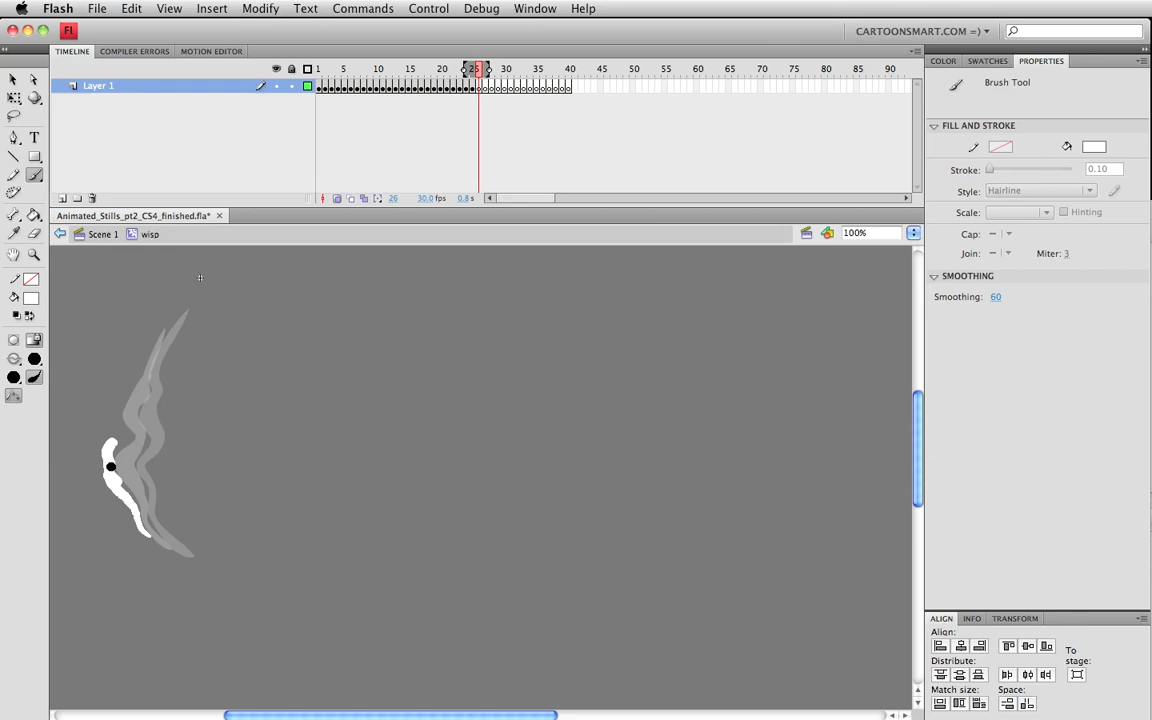 Flash File Edit View Insert Modify Text Commands Control Debug Window Help
Fl CARTOONSMART.COM =)
TIMELINE COMPILER ERRORS MOTION EDITOR
COLOR SWATCHES PROPERTIES
1 5 10 15 20 25 30 35 40 45 50 55 60 65 70 75 80 85 90
Layer 1
Brush Tool
FILL AND STROKE
Stroke: 0.10
Style: Hairline
Scale: Hinting
Cap:
Join: Miter: 3
SMOOTHING
Smoothing: 60
26 30.0 fps 0.8 s
Animated_Stills_pt2_CS4_finished.fla*
Scene 1 wisp 100%
T
ALIGN INFO TRANSFORM
Align:
To
stage:
Distribute:
Match size: Space: